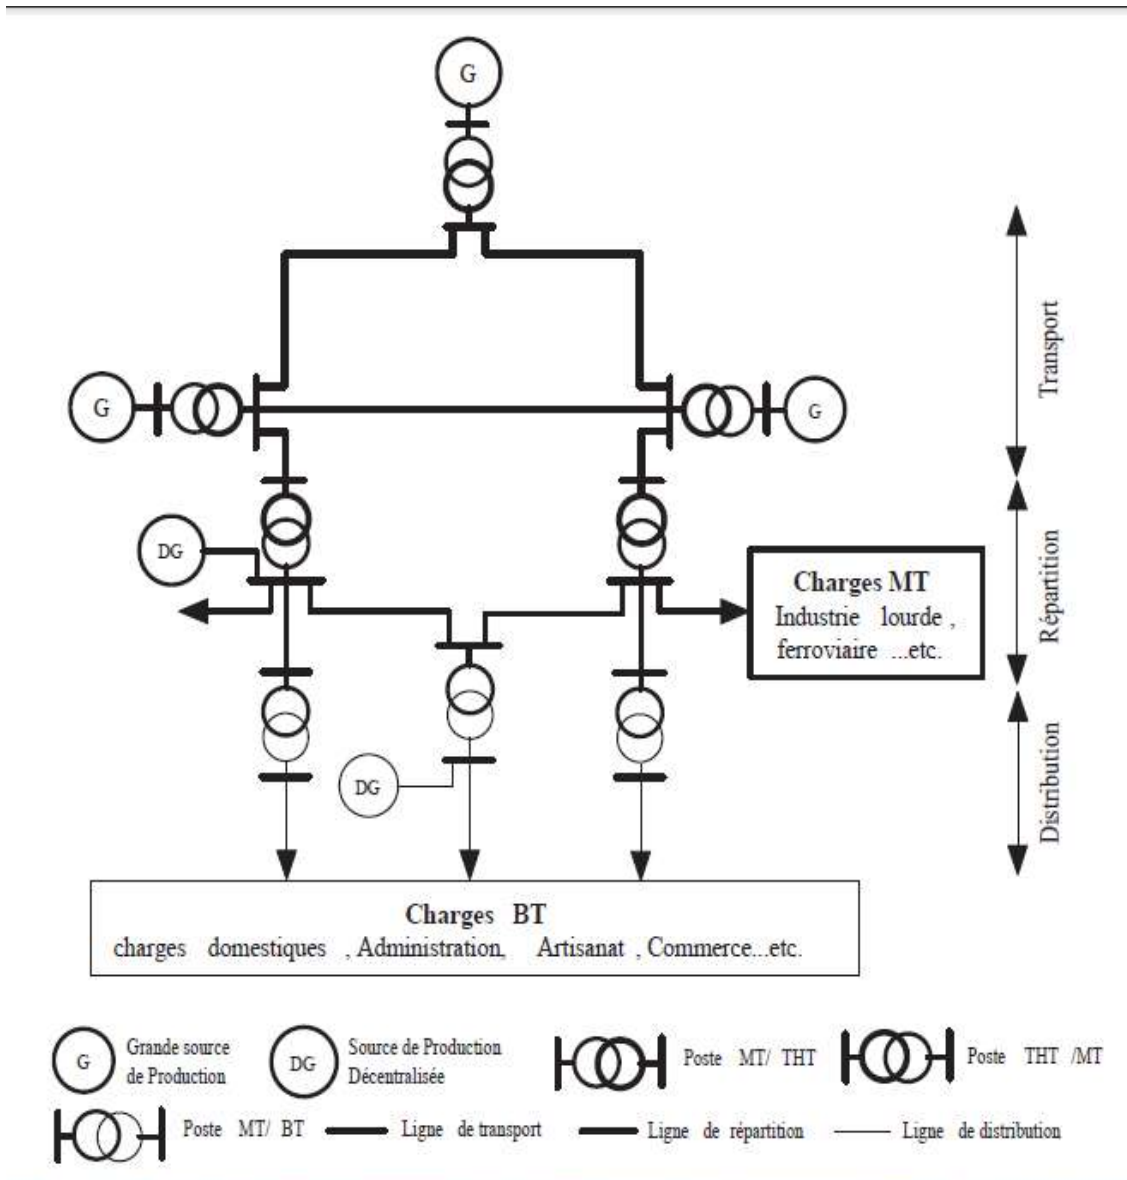 G
Transport
G
G
DG
Charges MT
Industrie lourde ,
ferroviaire ...etc.
Répartition
DG
Distribution
Charges BT
charges domestiques , Administration, Artisanat , Commerce...etc.
G
Grande source
de Production
DG
Source de Production
Décentralisée
Poste MT/ THT
Poste THT /MT
Poste MT/ BT
Ligne de transport
Ligne de répartition
Ligne de distribution